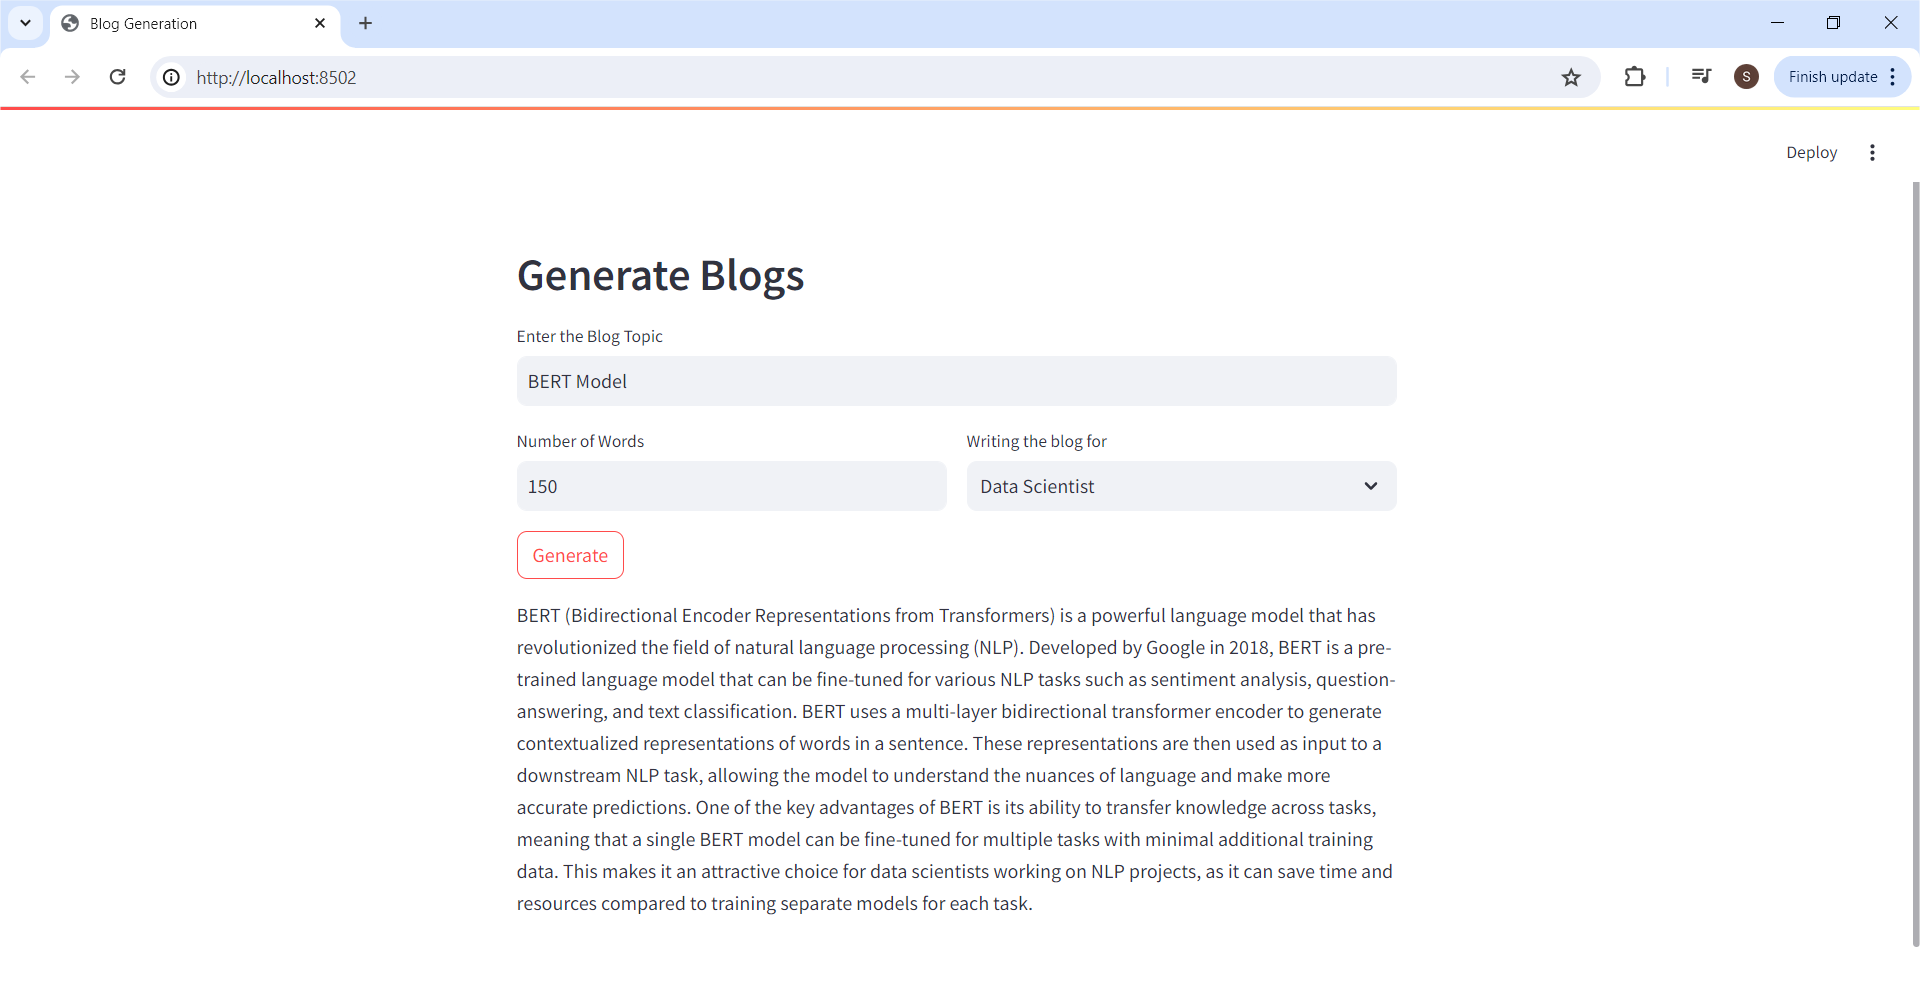 Blog Generation
http://localhost:8502
S
Finish update
Deploy
Generate Blogs
Enter the Blog Topic
BERT Model
Number of Words
Writing the blog for
150
Data Scientist
Generate
BERT (Bidirectional Encoder Representations from Transformers) is a powerful language model that has
revolutionized the field of natural language processing (NLP). Developed by Google in 2018, BERT is a pre-
trained language model that can be fine-tuned for various NLP tasks such as sentiment analysis, question-
answering, and text classification. BERT uses a multi-layer bidirectional transformer encoder to generate
contextualized representations of words in a sentence. These representations are then used as input to a
downstream NLP task, allowing the model to understand the nuances of language and make more
accurate predictions. One of the key advantages of BERT is its ability to transfer knowledge across tasks,
meaning that a single BERT model can be fine-tuned for multiple tasks with minimal additional training
data. This makes it an attractive choice for data scientists working on NLP projects, as it can save time and
resources compared to training separate models for each task.